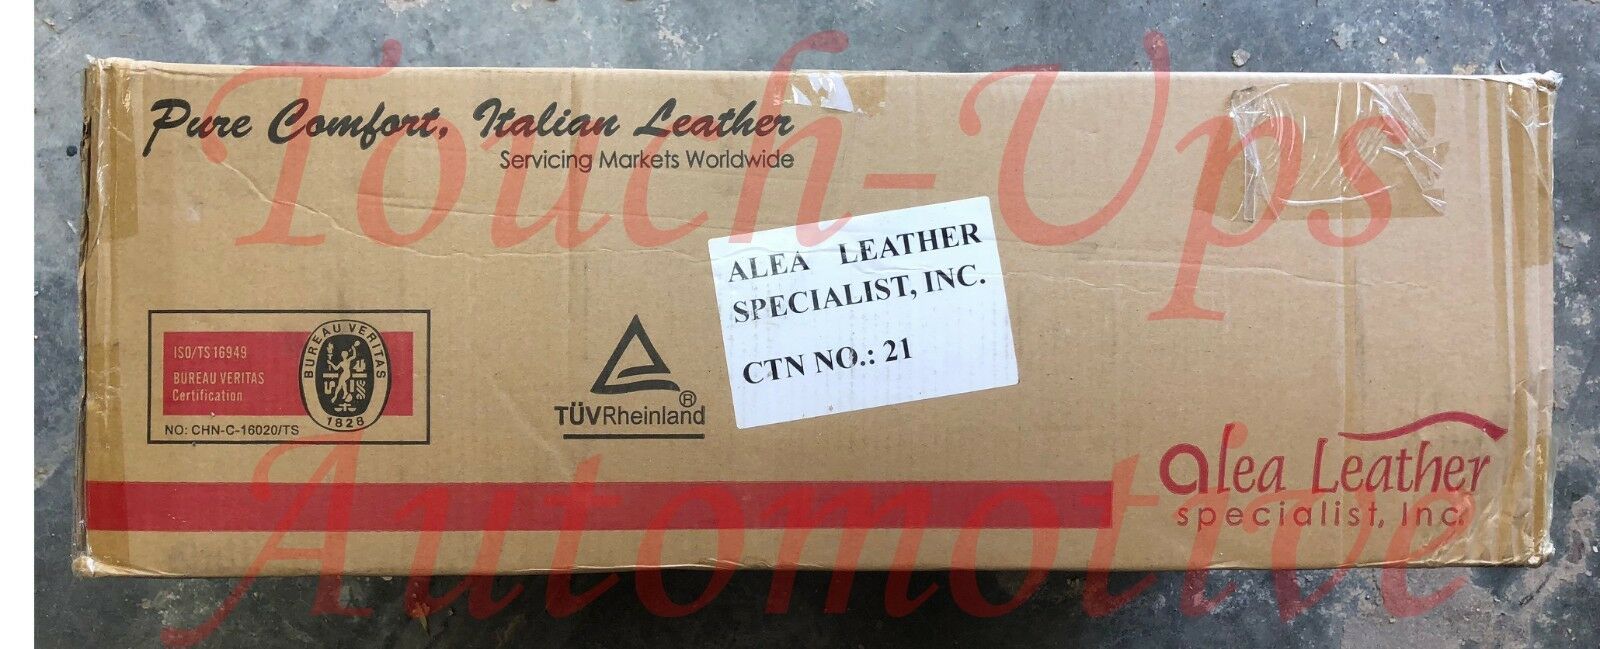 Touch-Ups
Automotive
Pure Comfort, Italian Leather
Servicing Markets Worldwide
ALEA LEATHER
SPECIALIST, INC.
CTN NO.: 21
ISO/TS 16949
BUREAU VERITAS
Certification
BUREAU VERITAS
1828
NO: CHN-C-16020/TS
TÜVRheinland®
alea Leather
specialist, Inc.